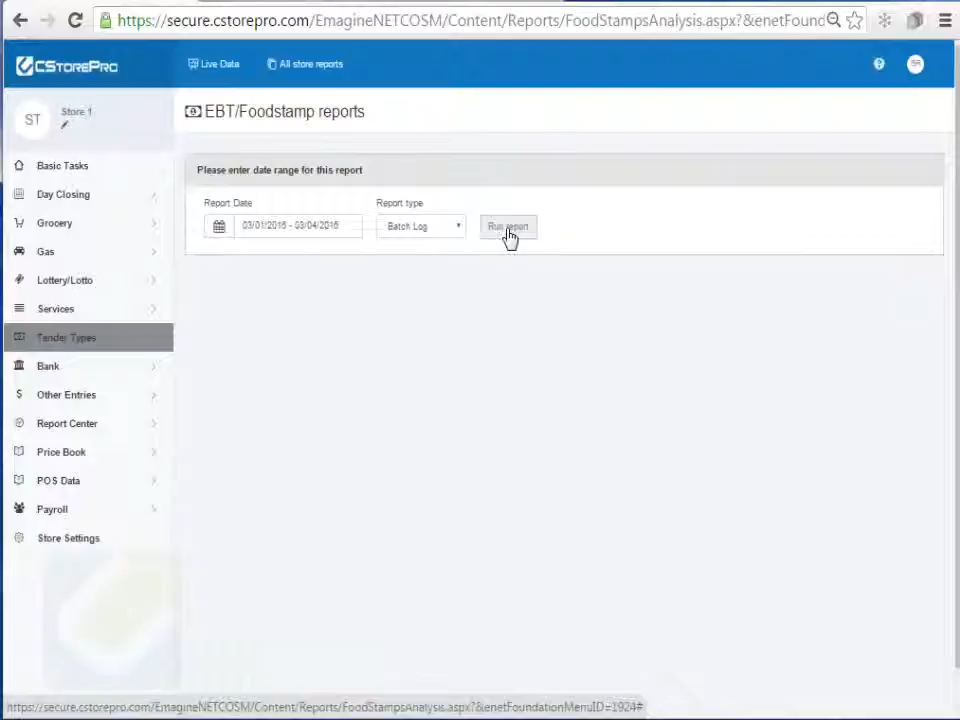 https://secure.cstorepro.com/EmagineNETCOSM/Content/Reports/FoodStampsAnalysis.aspx?&enetFound
CSTOREPRO
Live Data
All store reports
?
SR
ST
Store 1
EBT/Foodstamp reports
Please enter date range for this report
Report Date
Report type
03/01/2016 - 03/04/2016
Batch Log
Run report
Basic Tasks
Day Closing
Grocery
Gas
Lottery/Lotto
Services
Tender Types
Bank
$ Other Entries
Report Center
Price Book
POS Data
Payroll
Store Settings
https://secure.cstorepro.com/EmagineNETCOSM/Content/Reports/FoodStampsAnalysis.aspx?&enetFoundationMenuID=1924#